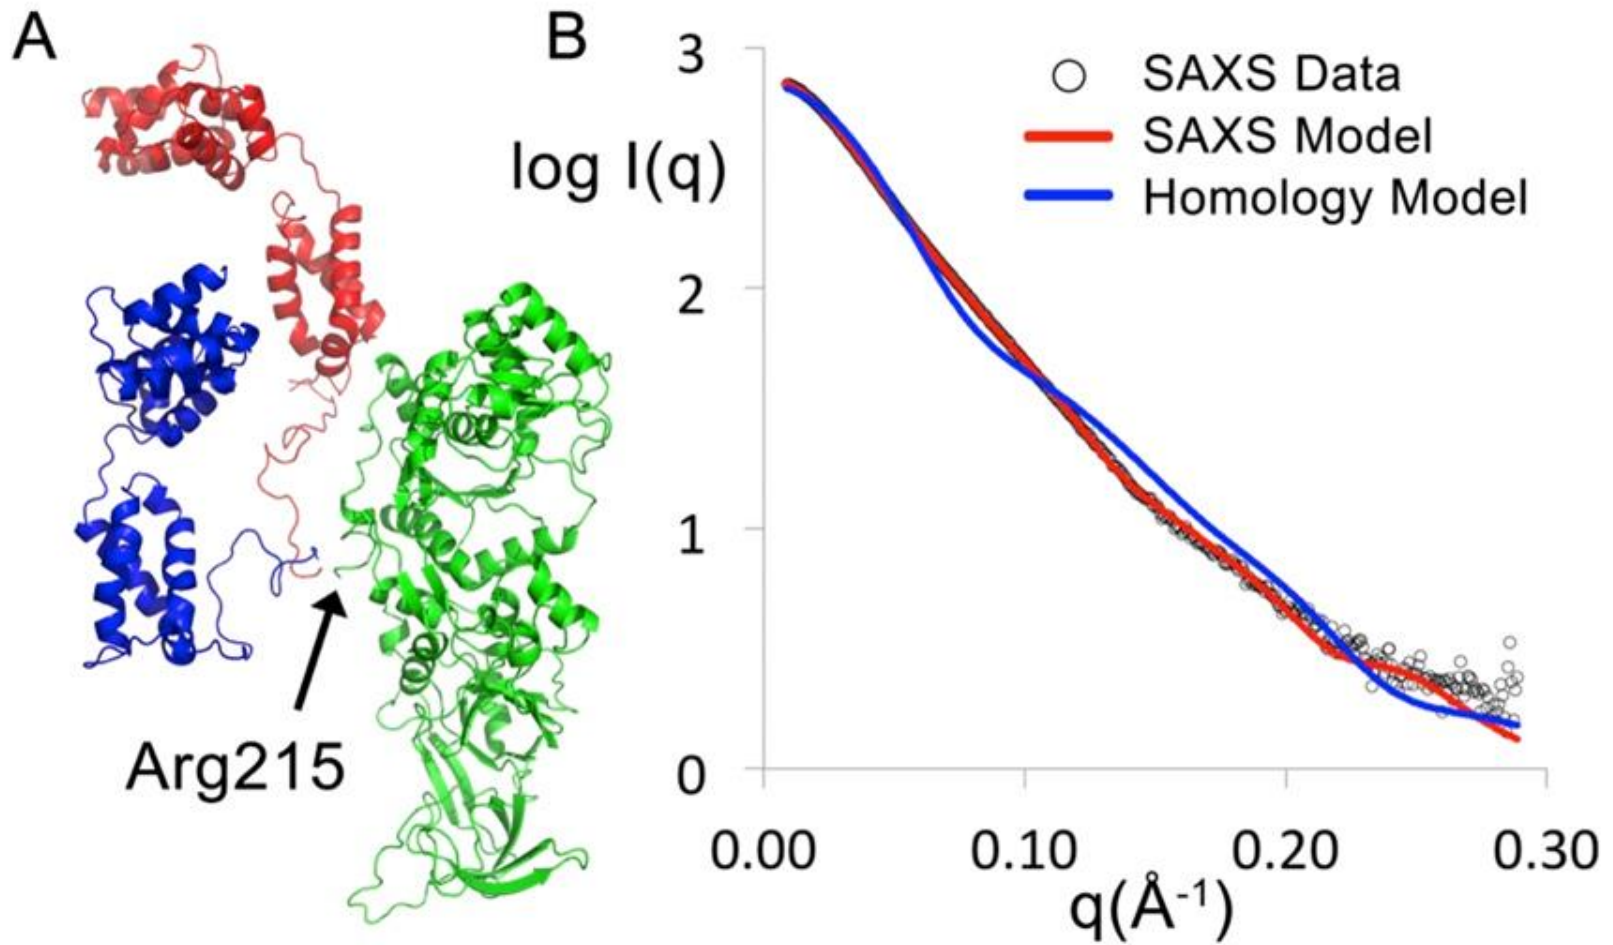 A
B
Arg215
log I(q)
3
2
1
0
SAXS Data
SAXS Model
Homology Model
0.00 0.10 0.20 0.30
q(Å⁻¹)